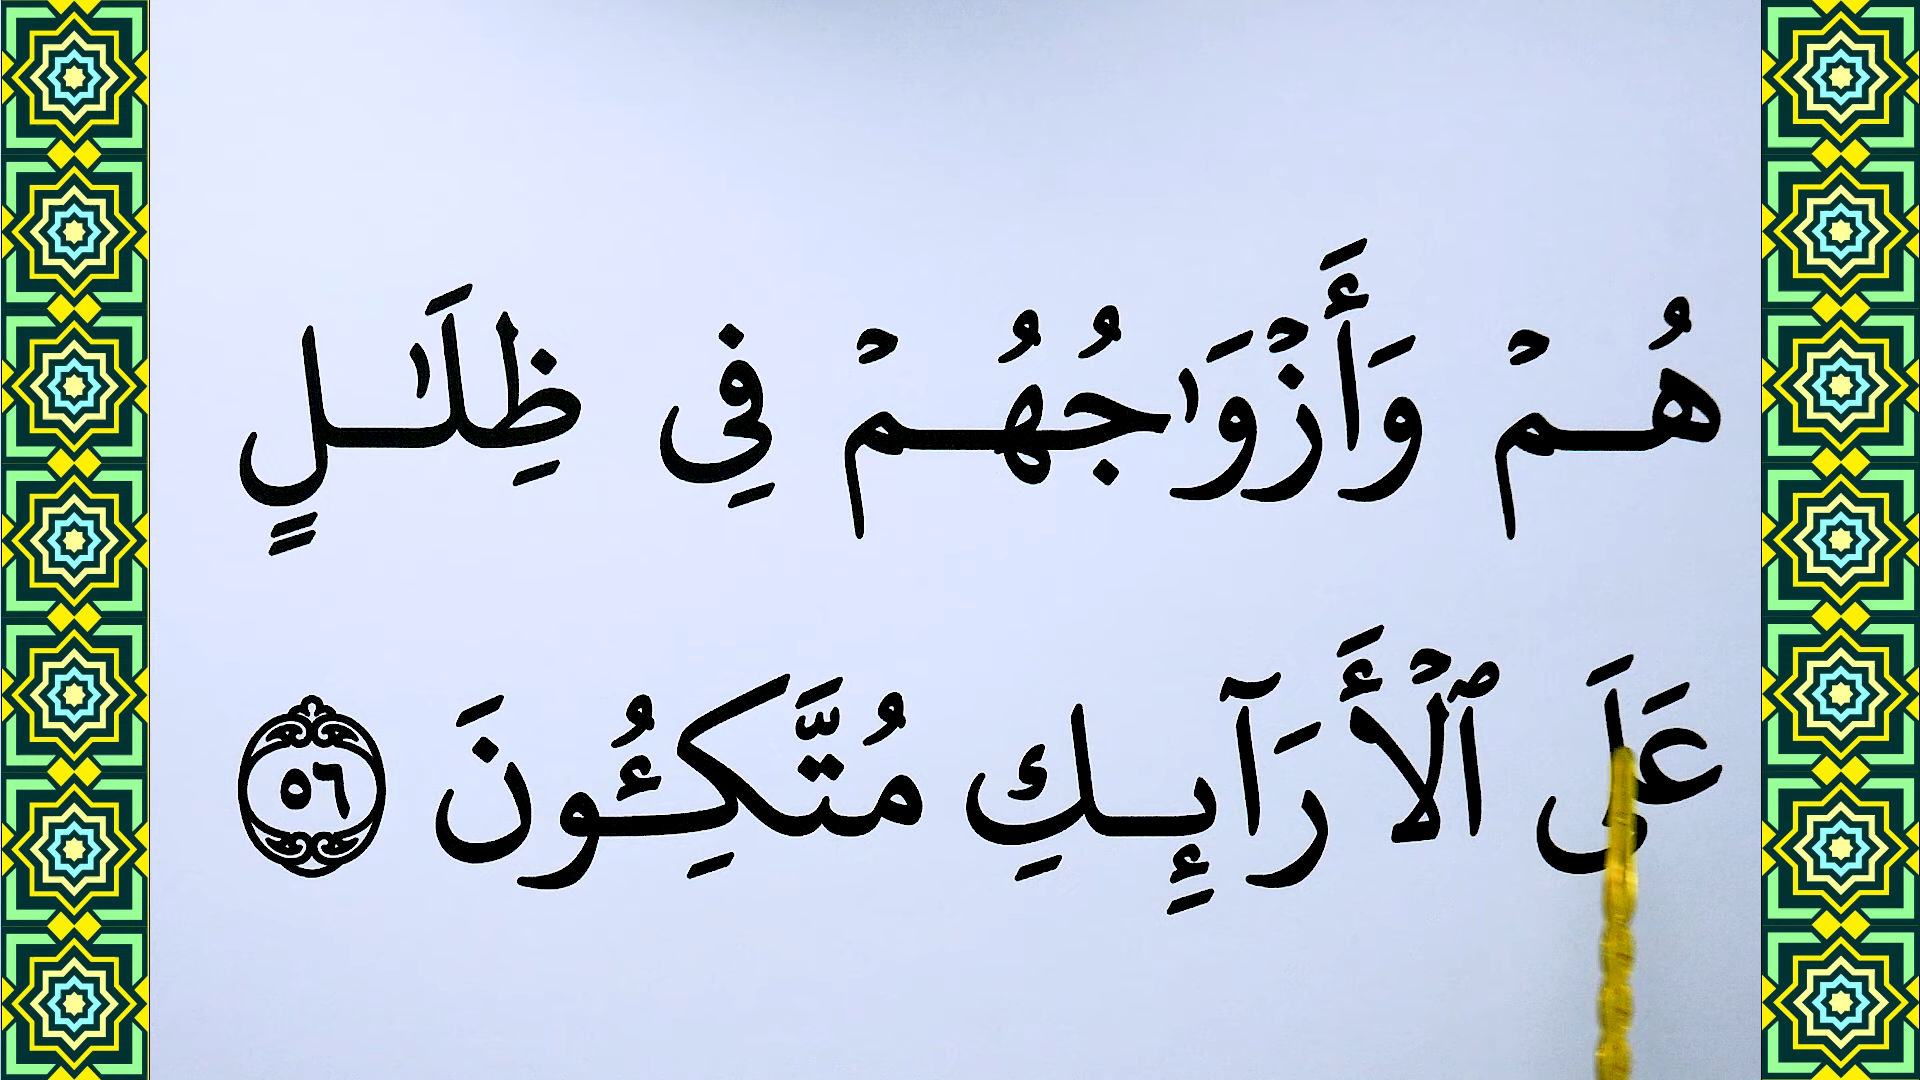 هُمۡ وَأَزۡوَٰجُهُمۡ فِى ظِلَـٰلٍ
عَلَى ٱلۡأَرَآئِكِ مُتَّكِـُٔونَ ٥٦